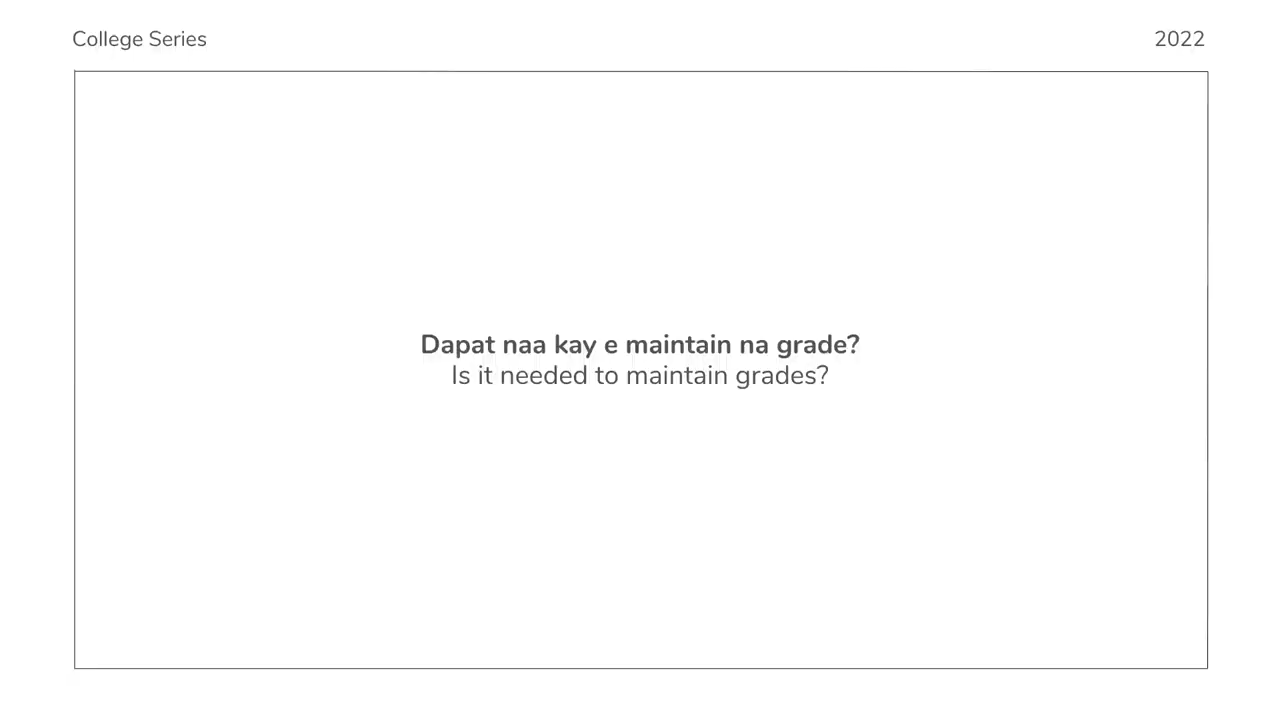 College Series
2022
Dapat naa kay e maintain na grade?
Is it needed to maintain grades?